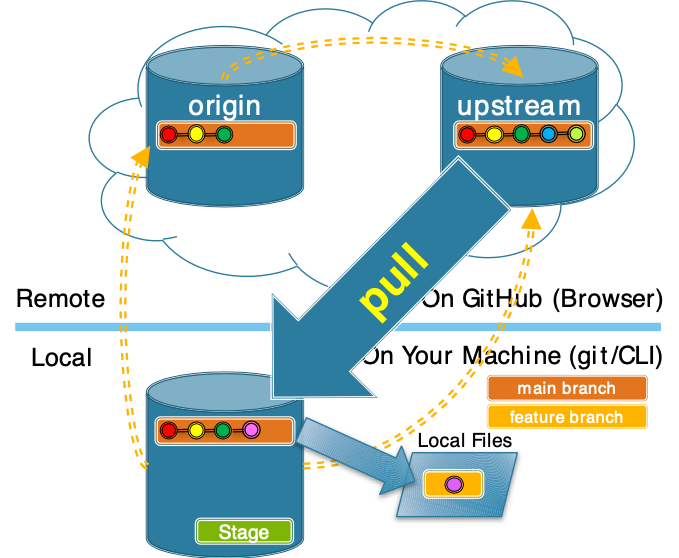 origin
upstream
pull
Remote
On GitHub (Browser)
Local
On Your Machine (git/CLI)
main branch
feature branch
Local Files
Stage